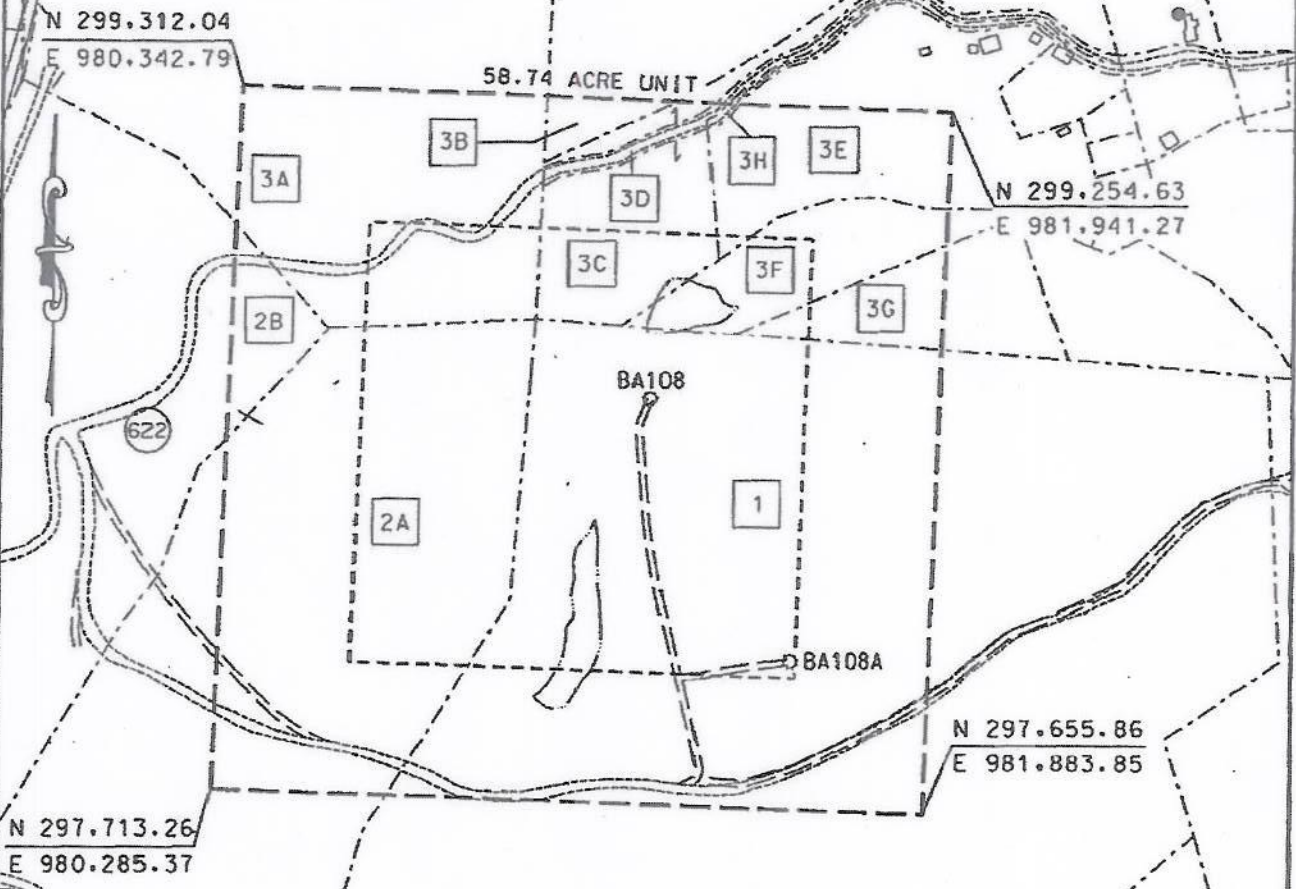 N 299.312.04
E 980.342.79
58.74 ACRE UNIT
3B
3H
3E
3A
3D
N 299.254.63
E 981.941.27
3C
3F
2B
3G
BA108
622
2A
1
BA108A
N 297.655.86
E 981.883.85
N 297.713.26
E 980.285.37